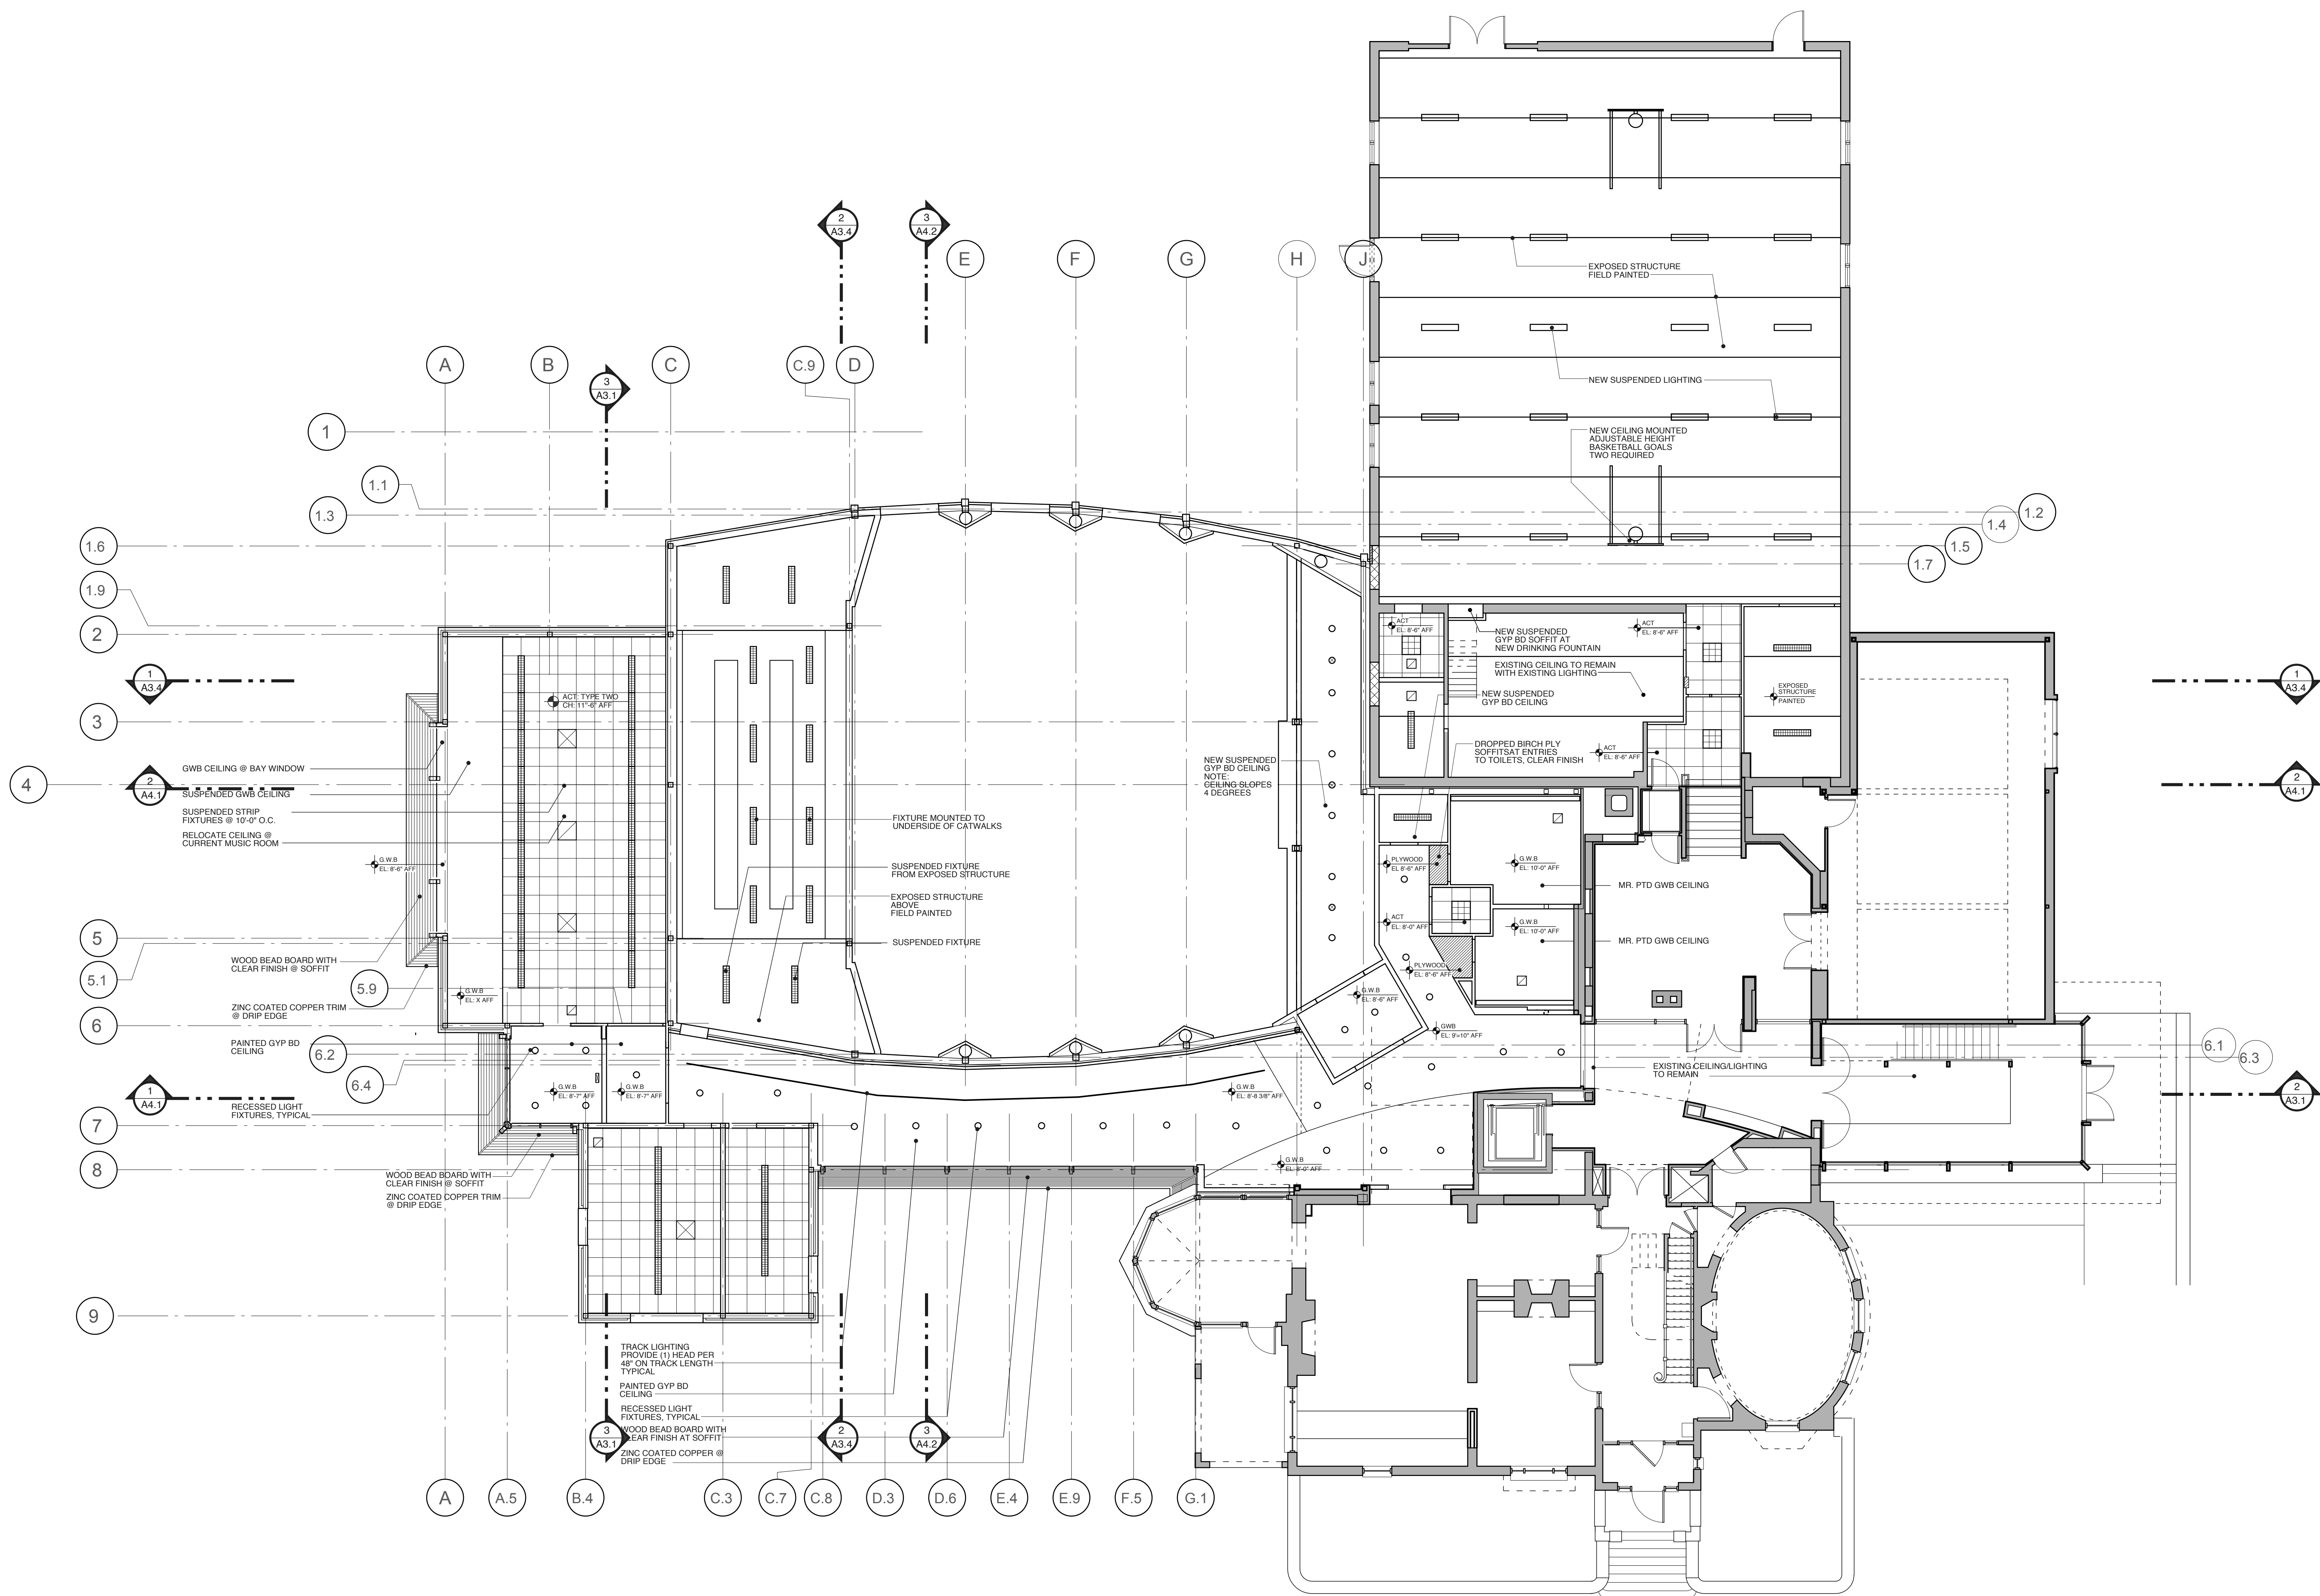 2
A3.4
3
A4.2
E
F
G
H
J
EXPOSED STRUCTURE
FIELD PAINTED
A
B
C
C.9
D
3
A3.1
NEW SUSPENDED LIGHTING
1
NEW CEILING MOUNTED
ADJUSTABLE HEIGHT
BASKETBALL GOALS
TWO REQUIRED
1.1
1.3
1.2
1.4
1.6
1.5
1.7
1.9
2
ACT
EL: 8'-6" AFF
ACT
EL: 8'-6" AFF
NEW SUSPENDED
GYP BD SOFFIT AT
NEW DRINKING FOUNTAIN
EXISTING CEILING TO REMAIN
WITH EXISTING LIGHTING
1
A3.4
1
A3.4
ACT: TYPE TWO
CH: 11"-6" AFF
NEW SUSPENDED
GYP BD CEILING
EXPOSED
STRUCTURE
PAINTED
3
DROPPED BIRCH PLY
SOFFITSAT ENTRIES
TO TOILETS, CLEAR FINISH
ACT
EL: 8'-6" AFF
NEW SUSPENDED
GYP BD CEILING
NOTE:
CEILING SLOPES
4 DEGREES
GWB CEILING @ BAY WINDOW
4
2
A4.1
2
A4.1
SUSPENDED GWB CEILING
SUSPENDED STRIP
FIXTURES @ 10'-0" O.C.
RELOCATE CEILING @
CURRENT MUSIC ROOM
FIXTURE MOUNTED TO
UNDERSIDE OF CATWALKS
G.W.B
EL: 8'-6" AFF
SUSPENDED FIXTURE
FROM EXPOSED STRUCTURE
PLYWOOD
EL 8'-6" AFF
G.W.B
EL: 10'-0" AFF
MR. PTD GWB CEILING
EXPOSED STRUCTURE
ABOVE
FIELD PAINTED
ACT
EL: 8'-0" AFF
G.W.B
EL: 10'-0" AFF
5
SUSPENDED FIXTURE
MR. PTD GWB CEILING
WOOD BEAD BOARD WITH
CLEAR FINISH @ SOFFIT
5.1
5.9
PLYWOOD
EL: 8"-6" AFF
G.W.B
EL: X AFF
G.W.B
EL: 8'-6" AFF
ZINC COATED COPPER TRIM
@ DRIP EDGE
6
GWB
EL: 9'=10" AFF
PAINTED GYP BD
CEILING
6.2
6.1
6.3
EXISTING CEILING/LIGHTING
TO REMAIN
6.4
1
A4.1
G.W.B
EL: 8'-7" AFF
G.W.B
EL: 8'-7" AFF
G.W.B
EL: 8'-8 3/8" AFF
2
A3.1
RECESSED LIGHT
FIXTURES, TYPICAL
7
8
G.W.B
EL: 8'-0" AFF
WOOD BEAD BOARD WITH
CLEAR FINISH @ SOFFIT
ZINC COATED COPPER TRIM
@ DRIP EDGE
9
TRACK LIGHTING
PROVIDE (1) HEAD PER
48" ON TRACK LENGTH
TYPICAL
PAINTED GYP BD
CEILING
RECESSED LIGHT
FIXTURES, TYPICAL
WOOD BEAD BOARD WITH
CLEAR FINISH AT SOFFIT
ZINC COATED COPPER @
DRIP EDGE
3
A3.1
2
A3.4
3
A4.2
A
A.5
B.4
C.3
C.7
C.8
D.3
D.6
E.4
E.9
F.5
G.1